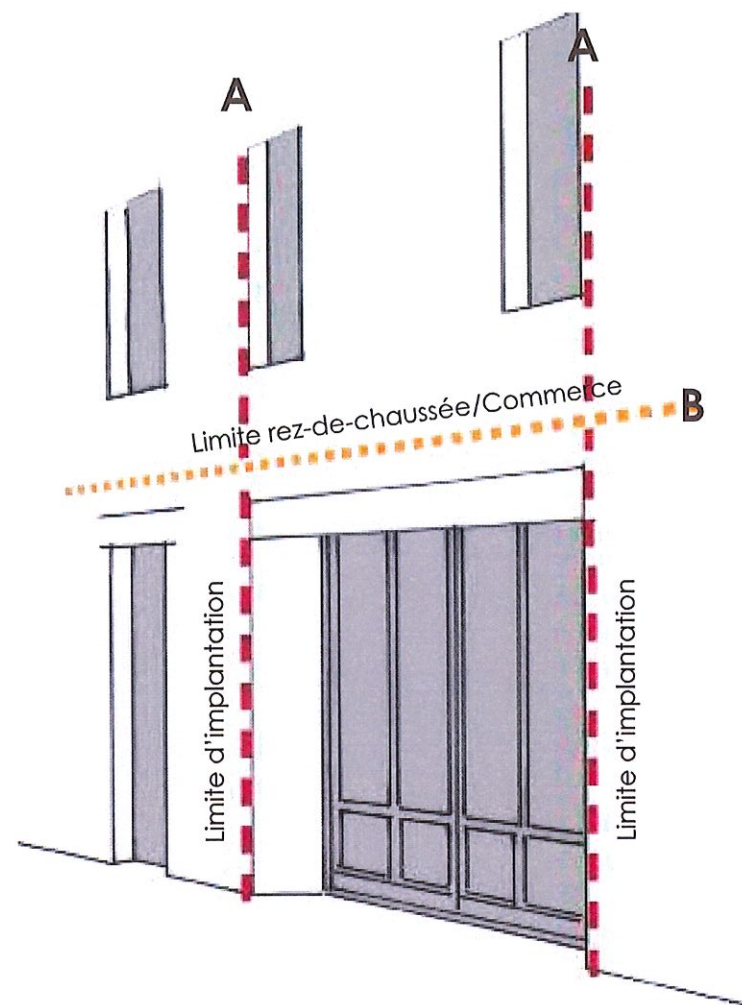 A
A
Limite rez-de-chaussée/Commerce
B
Limite d'implantation
Limite d'implantation